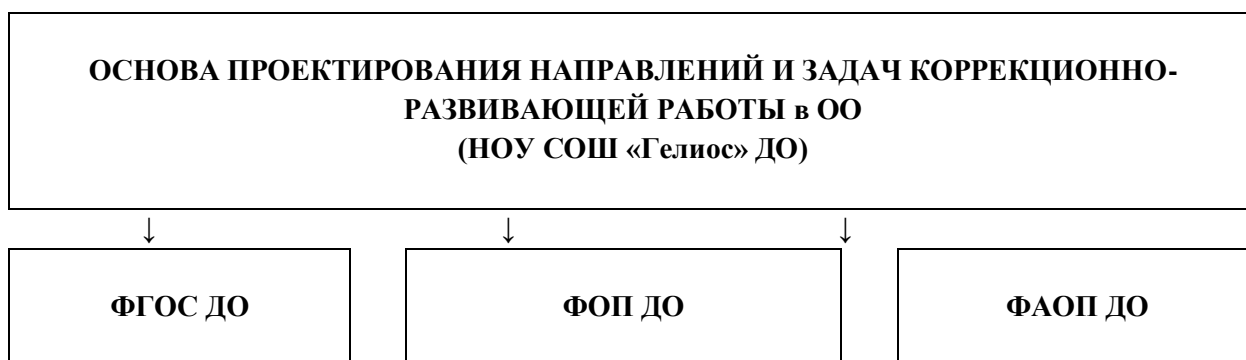 ОСНОВА ПРОЕКТИРОВАНИЯ НАПРАВЛЕНИЙ И ЗАДАЧ КОРРЕКЦИОННО-
РАЗВИВАЮЩЕЙ РАБОТЫ в ОО
(НОУ СОШ «Гелиос» ДО)
↓ ↓ ↓
ФГОС ДО ФОП ДО ФАОП ДО